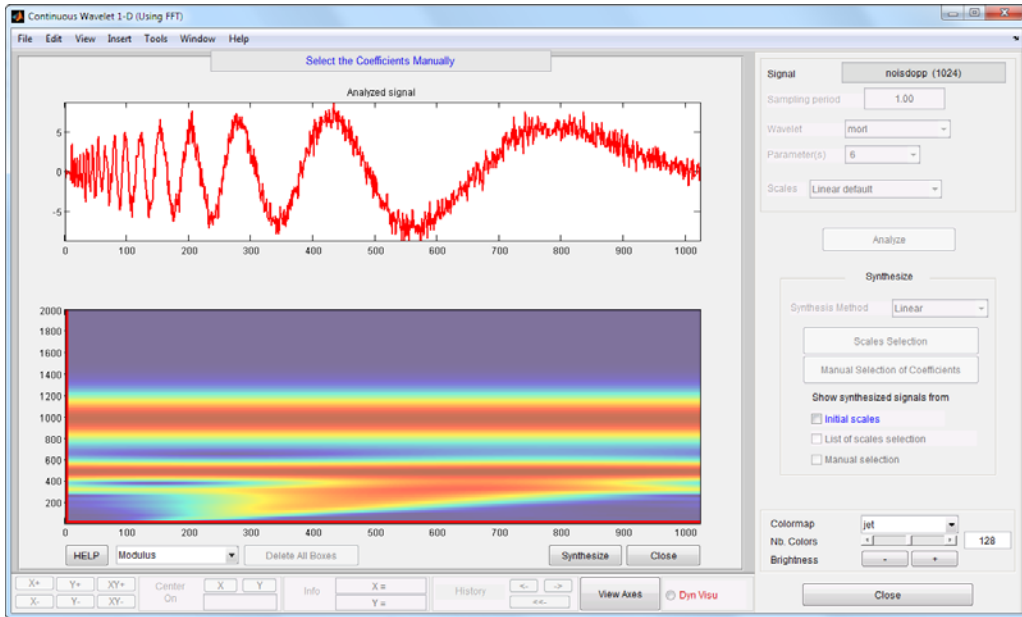 Continuous Wavelet 1-D (Using FFT)
File Edit View Insert Tools Window Help
Select the Coefficients Manually
Analyzed signal
5
0
-5
0 100 200 300 400 500 600 700 800 900 1000
2000
1800
1600
1400
1200
1000
800
600
400
200
0 100 200 300 400 500 600 700 800 900 1000
HELP Modulus Delete All Boxes Synthesize Close
Signal noisdopp (1024)
Sampling period 1.00
Wavelet morl
Parameter(s) 6
Scales Linear default
Analyze
Synthesize
Synthesis Method Linear
Scales Selection
Manual Selection of Coefficients
Show synthesized signals from
Initial scales
List of scales selection
Manual selection
Colormap jet
Nb. Colors 128
Brightness - +
X+ Y+ XY+ Center X Y Info X = History <- -> View Axes Dyn Visu Close
X- Y- XY- On Y = <<-